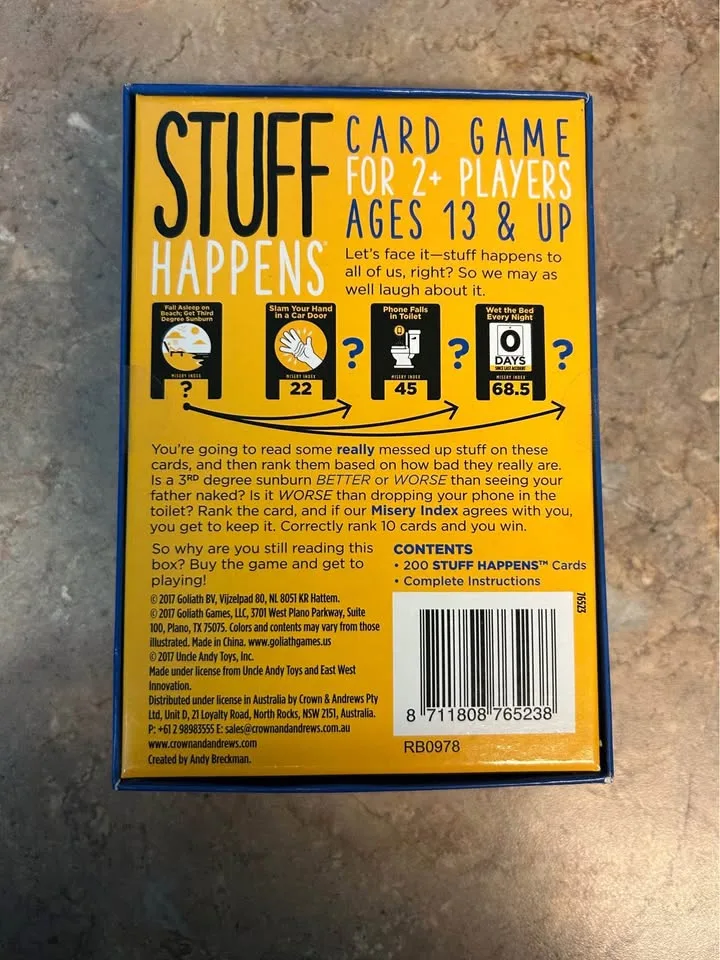 STUFF
HAPPENS®
CARD GAME
FOR 2+ PLAYERS
AGES 13 & UP
Let's face it—stuff happens to
all of us, right? So we may as
well laugh about it.
Fall Asleep on
Beach; Get Third
Degree Sunburn
MISERY INDEX
?
Slam Your Hand
in a Car Door
MISERY INDEX
22
?
Phone Falls
in Toilet
MISERY INDEX
45
?
Wet the Bed
Every Night
0
DAYS
SINCE LAST ACCIDENT
MISERY INDEX
68.5
?
You're going to read some really messed up stuff on these
cards, and then rank them based on how bad they really are.
Is a 3RD degree sunburn BETTER or WORSE than seeing your
father naked? Is it WORSE than dropping your phone in the
toilet? Rank the card, and if our Misery Index agrees with you,
you get to keep it. Correctly rank 10 cards and you win.
So why are you still reading this
box? Buy the game and get to
playing!
CONTENTS
• 200 STUFF HAPPENS™ Cards
• Complete Instructions
© 2017 Goliath BV, Vijzelpad 80, NL 8051 KR Hattem.
© 2017 Goliath Games, LLC, 3701 West Plano Parkway, Suite
100, Plano, TX 75075. Colors and contents may vary from those
illustrated. Made in China. www.goliathgames.us
© 2017 Uncle Andy Toys, Inc.
Made under license from Uncle Andy Toys and East West
Innovation.
Distributed under license in Australia by Crown & Andrews Pty
Ltd, Unit D, 21 Loyalty Road, North Rocks, NSW 2151, Australia.
P: +61 2 98983555 E: sales@crownandandrews.com.au
www.crownandandrews.com
Created by Andy Breckman.
76523
8 711808 765238
RB0978